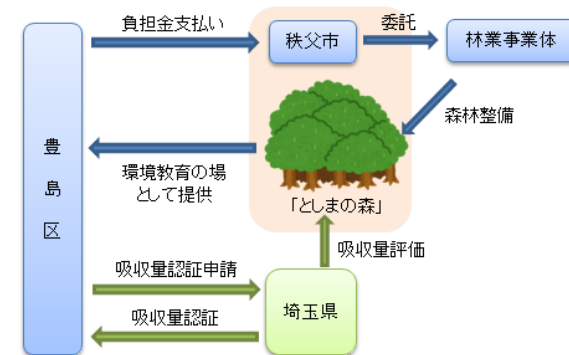 負担金支払い
秩父市
委託
林業事業体
森林整備
豊島区
環境教育の場
として提供
「としまの森」
吸収量評価
吸収量認証申請
埼玉県
吸収量認証